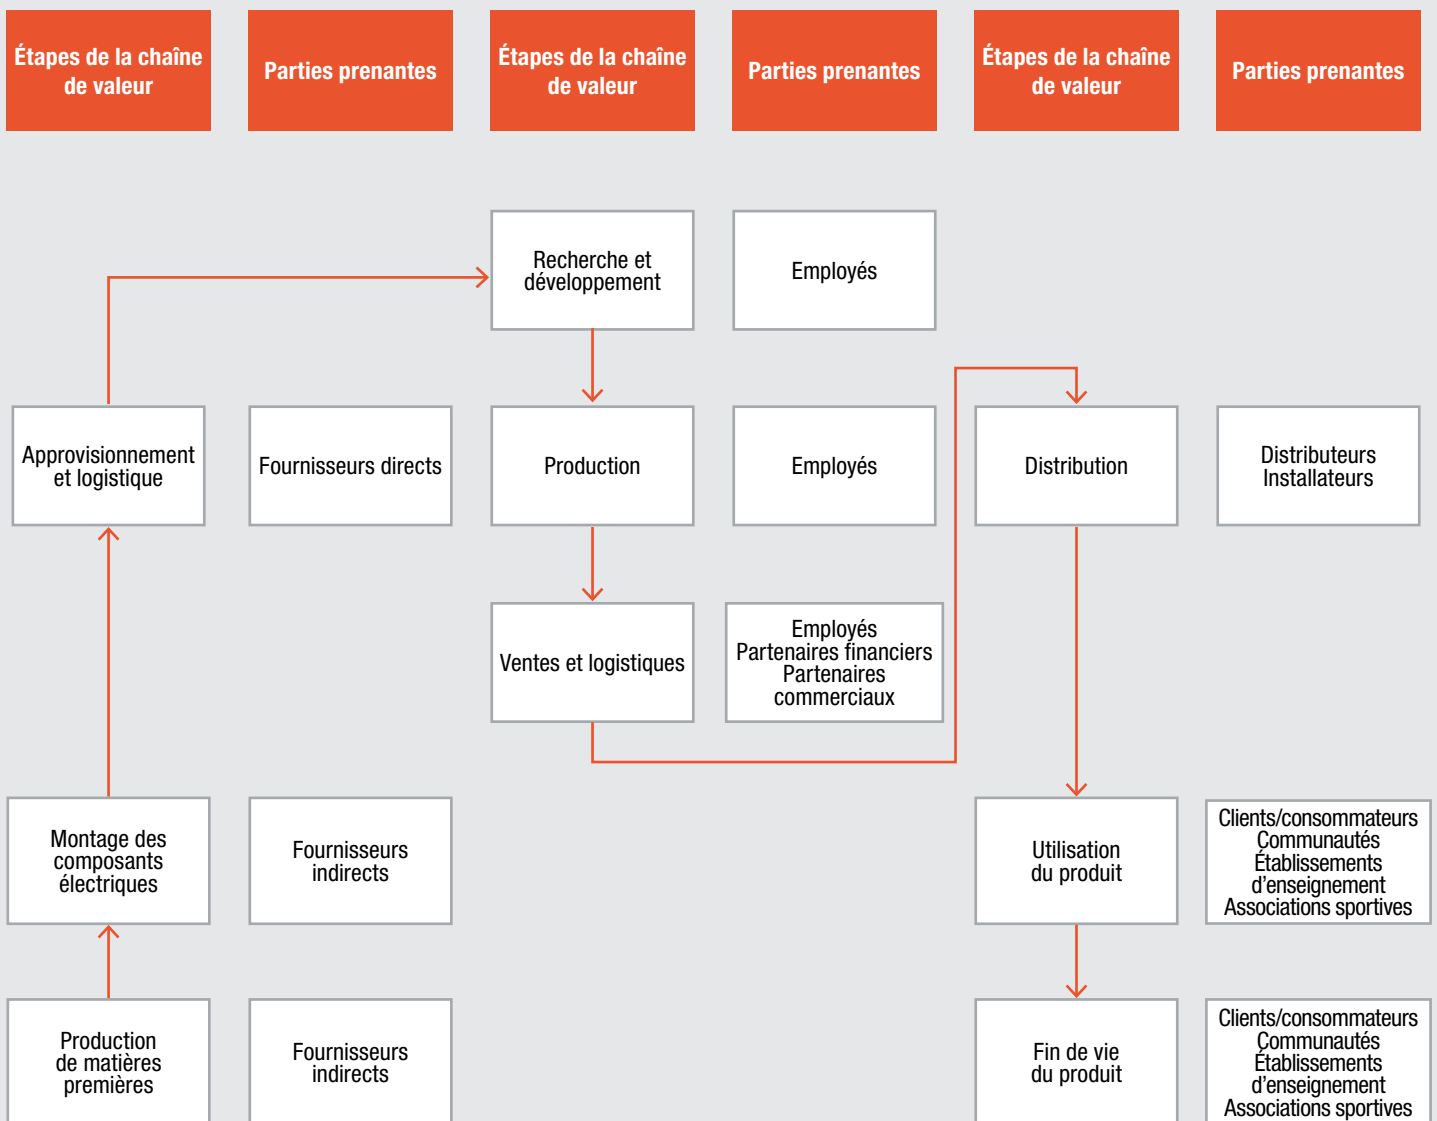 Étapes de la chaîne
de valeur
Parties prenantes
Étapes de la chaîne
de valeur
Parties prenantes
Étapes de la chaîne
de valeur
Parties prenantes
Recherche et
développement
Employés
Approvisionnement
et logistique
Fournisseurs directs
Production
Employés
Distribution
Distributeurs
Installateurs
Ventes et logistiques
Employés
Partenaires financiers
Partenaires
commerciaux
Montage des
composants
électriques
Fournisseurs
indirects
Utilisation
du produit
Clients/consommateurs
Communautés
Établissements
d'enseignement
Associations sportives
Production
de matières
premières
Fournisseurs
indirects
Fin de vie
du produit
Clients/consommateurs
Communautés
Établissements
d'enseignement
Associations sportives